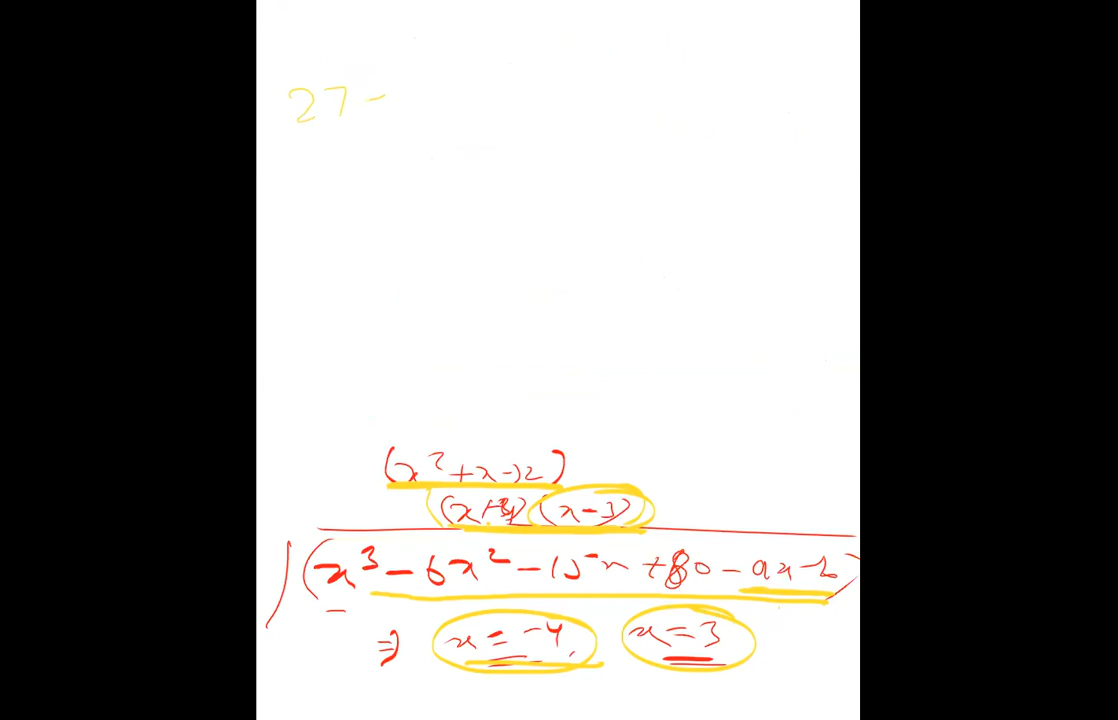 27 -
(x² + x - 12)
(x + 4) (x - 3)
(x³ - 6x² - 15x + 80 - ax - b)
⇒ x = -4, x = 3